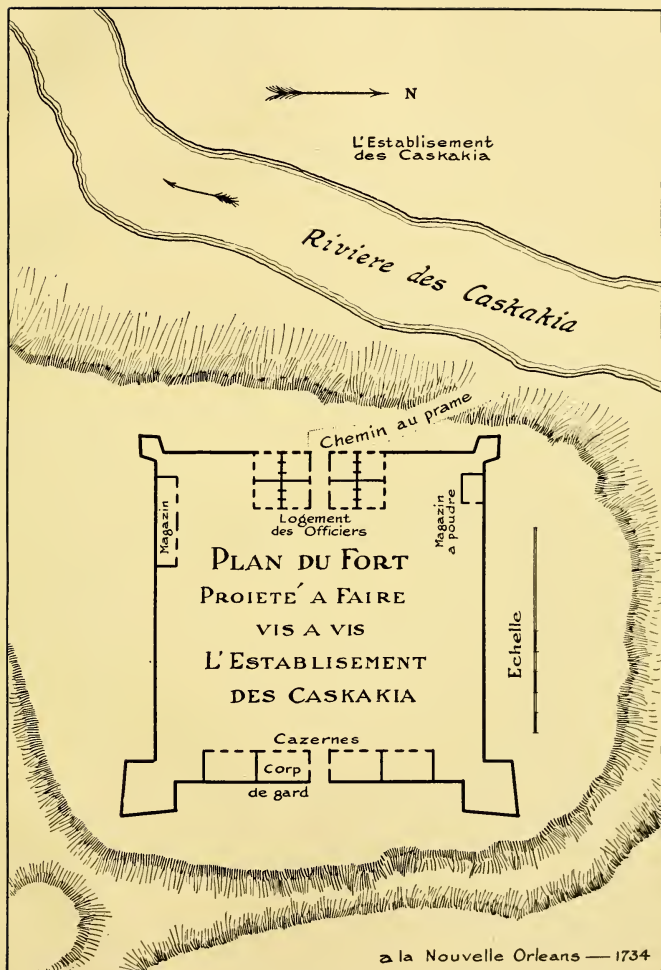 N
L'Establisement
des Caskakia
Riviere des Caskakia
Chemin au prame
Logement
des Officiers
Magazin
Magazin
a poudre
PLAN DU FORT
PROIETÉ A FAIRE
VIS A VIS
L'ESTABLISEMENT
DES CASKAKIA
Echelle
Cazernes
Corp
de gard
a la Nouvelle Orleans — 1734